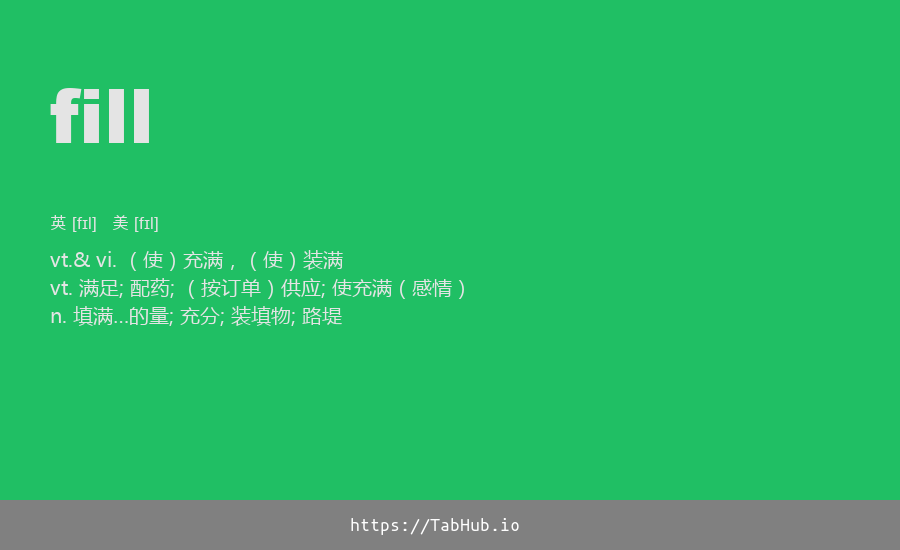 fill
英 [fɪl] 美 [fɪl]
vt.& vi. （使）充满，（使）装满
vt. 满足; 配药; （按订单）供应; 使充满（感情）
n. 填满…的量; 充分; 装填物; 路堤
https://TabHub.io